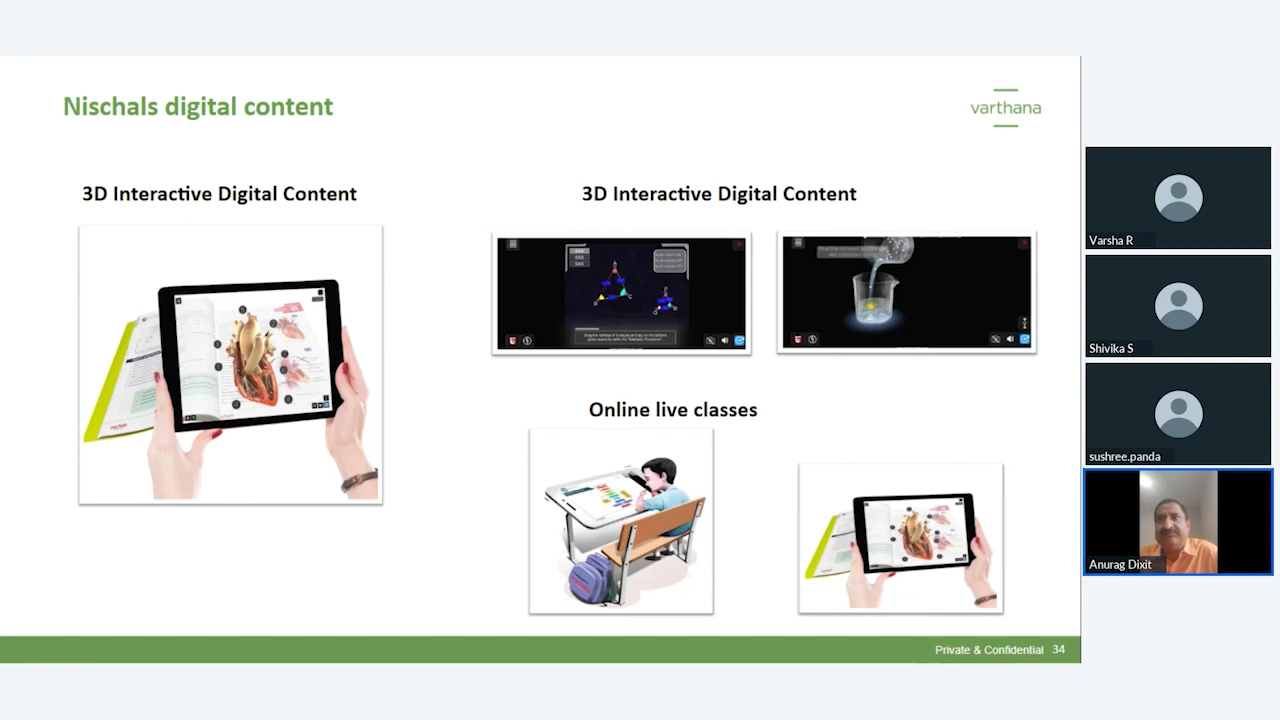 Nischals digital content
varthana
3D Interactive Digital Content
3D Interactive Digital Content
Online live classes
Private & Confidential 34
Varsha R
Shivika S
sushree.panda
Anurag Dixit